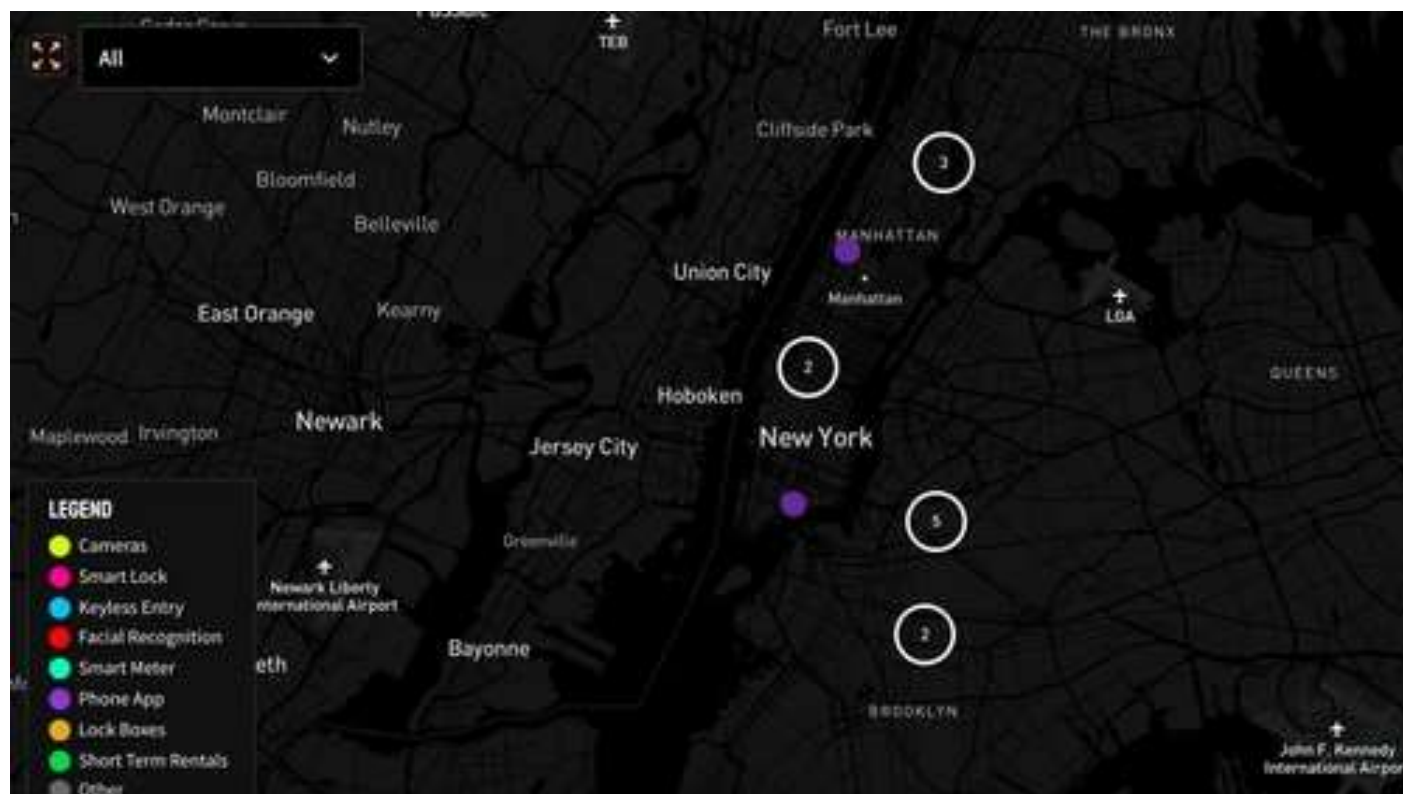 TEB
Fort Lee
THE BRONX
All
Montclair
Nutley
Cliffside Park
3
Bloomfield
West Orange
Belleville
MANHATTAN
Union City
Manhattan
East Orange
Kearny
LGA
2
QUEENS
Hoboken
Newark
New York
Maplewood
Irvington
Jersey City
LEGEND
Cameras
Smart Lock
Keyless Entry
Facial Recognition
Smart Meter
Phone App
Lock Boxes
Short Term Rentals
Other
5
Greenville
Newark Liberty
nternational Airport
2
Bayonne
eth
BROOKLYN
John F. Kennedy
International Airpor